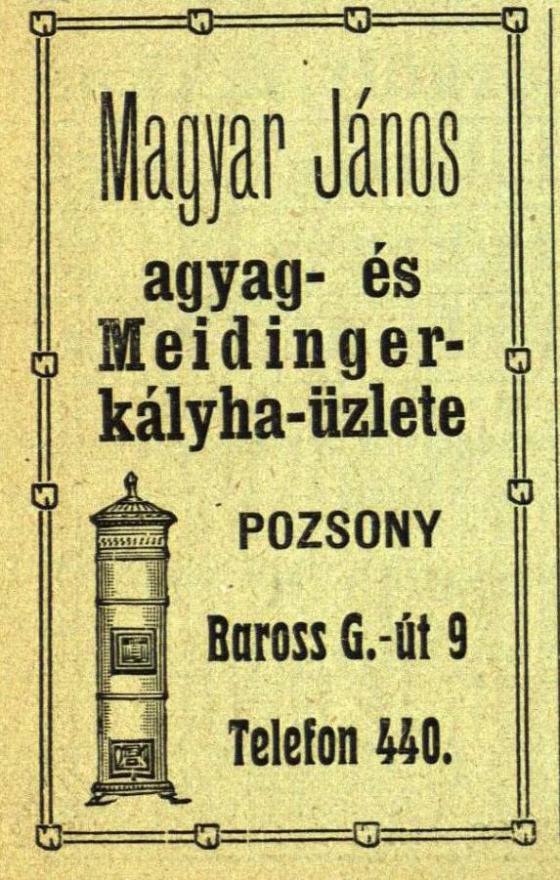 Magyar János
agyag- és
Meidinger-
kályha-üzlete
POZSONY
Baross G.-út 9
Telefon 440.